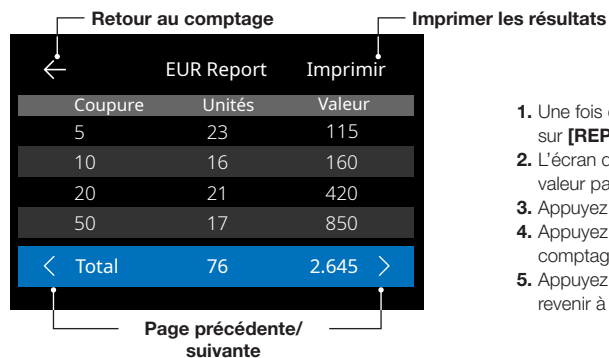 Retour au comptage
Imprimer les résultats
EUR Report Imprimir
Coupure Unités Valeur
5 23 115
10 16 160
20 21 420
50 17 850
Total 76 2.645
Page précédente/
suivante
1. Une fois
sur [REP
2. L'écran
valeur pa
3. Appuyez
4. Appuyez
comptag
5. Appuyez
revenir à